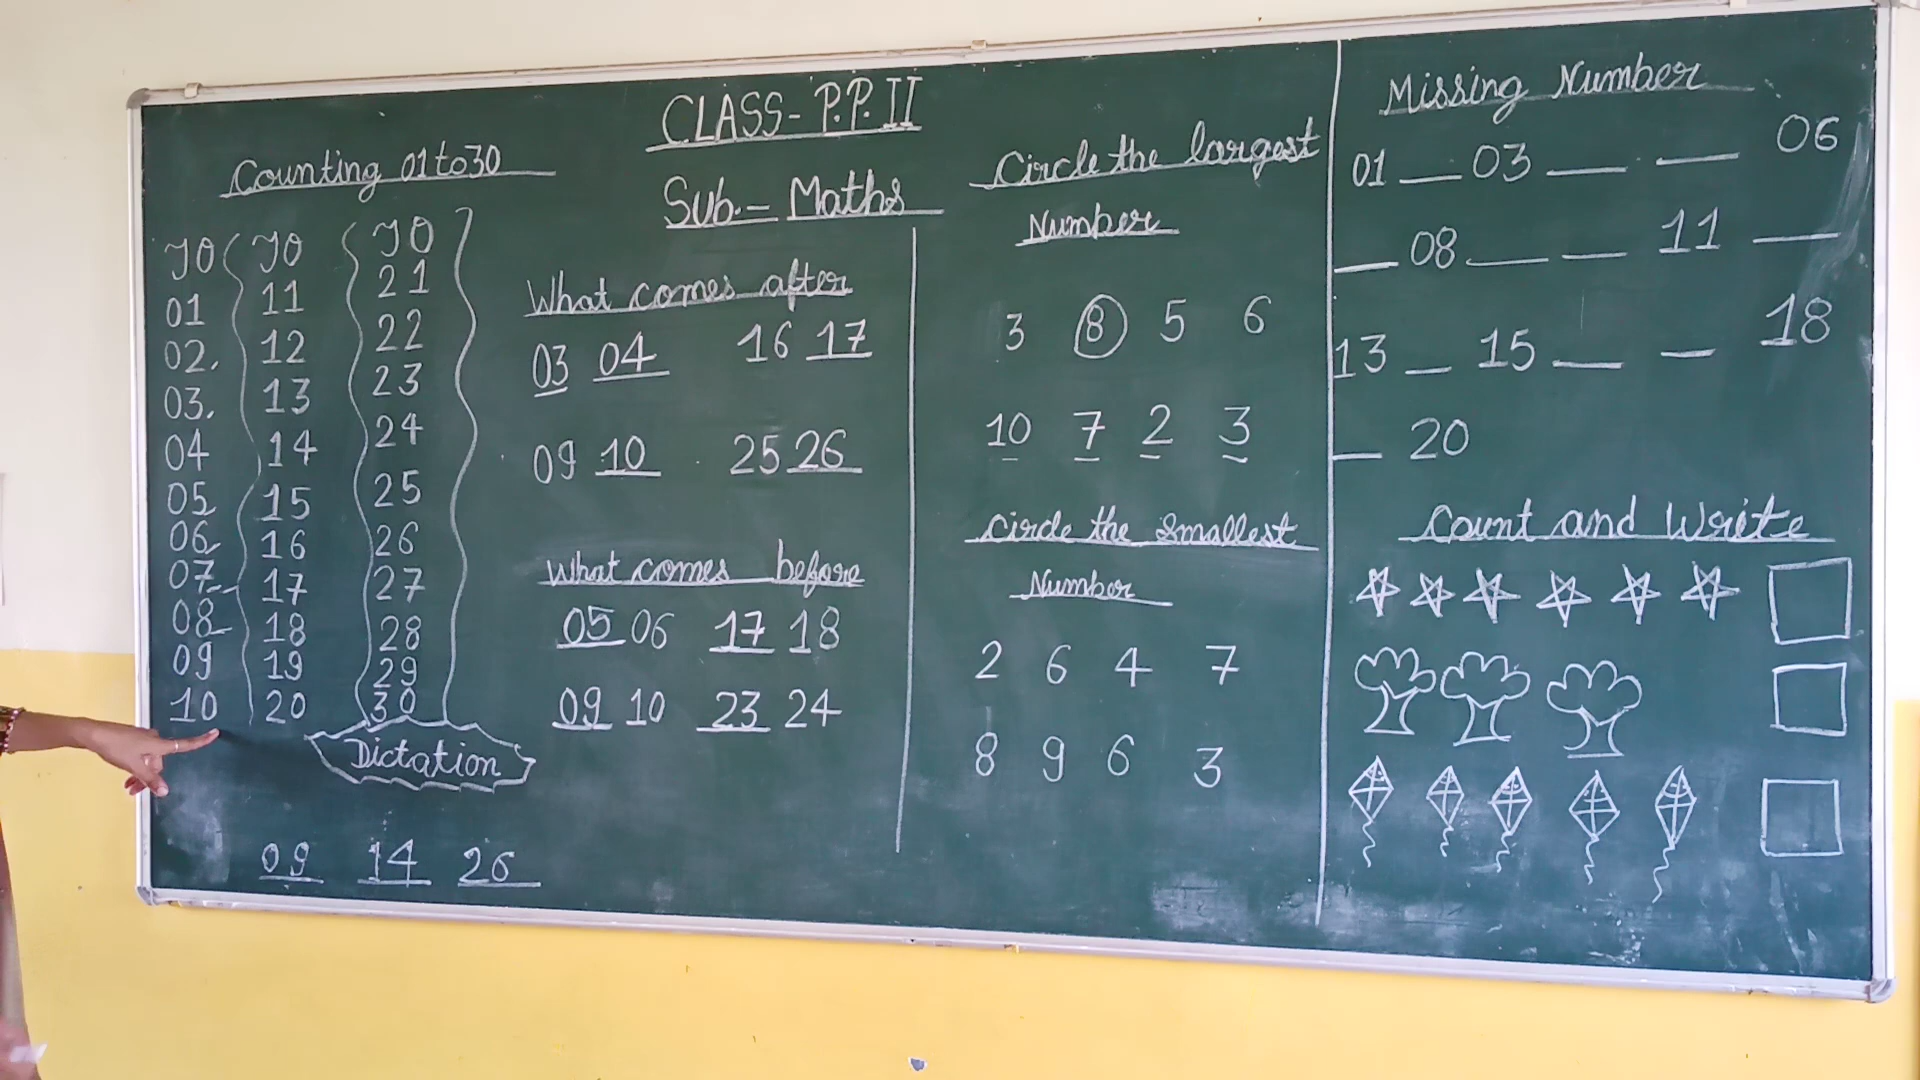 CLASS- P.P. II
Sub.- Maths
Counting 01 to 30
TO TO TO
01 11 21
02. 12 22
03. 13 23
04 14 24
05 15 25
06 16 26
07 17 27
08 18 28
09 19 29
10 20 30
Dictation
09 14 26
What comes after
03 04 16 17
09 10 25 26
What comes before
05 06 17 18
09 10 23 24
Circle the largest
Number
3 8 5 6
10 7 2 3
Circle the Smallest
Number
2 6 4 7
8 9 6 3
Missing Number
01 __ 03 __ __ 06
__ 08 __ __ 11 __
13 __ 15 __ __ 18
__ 20
Count and Write